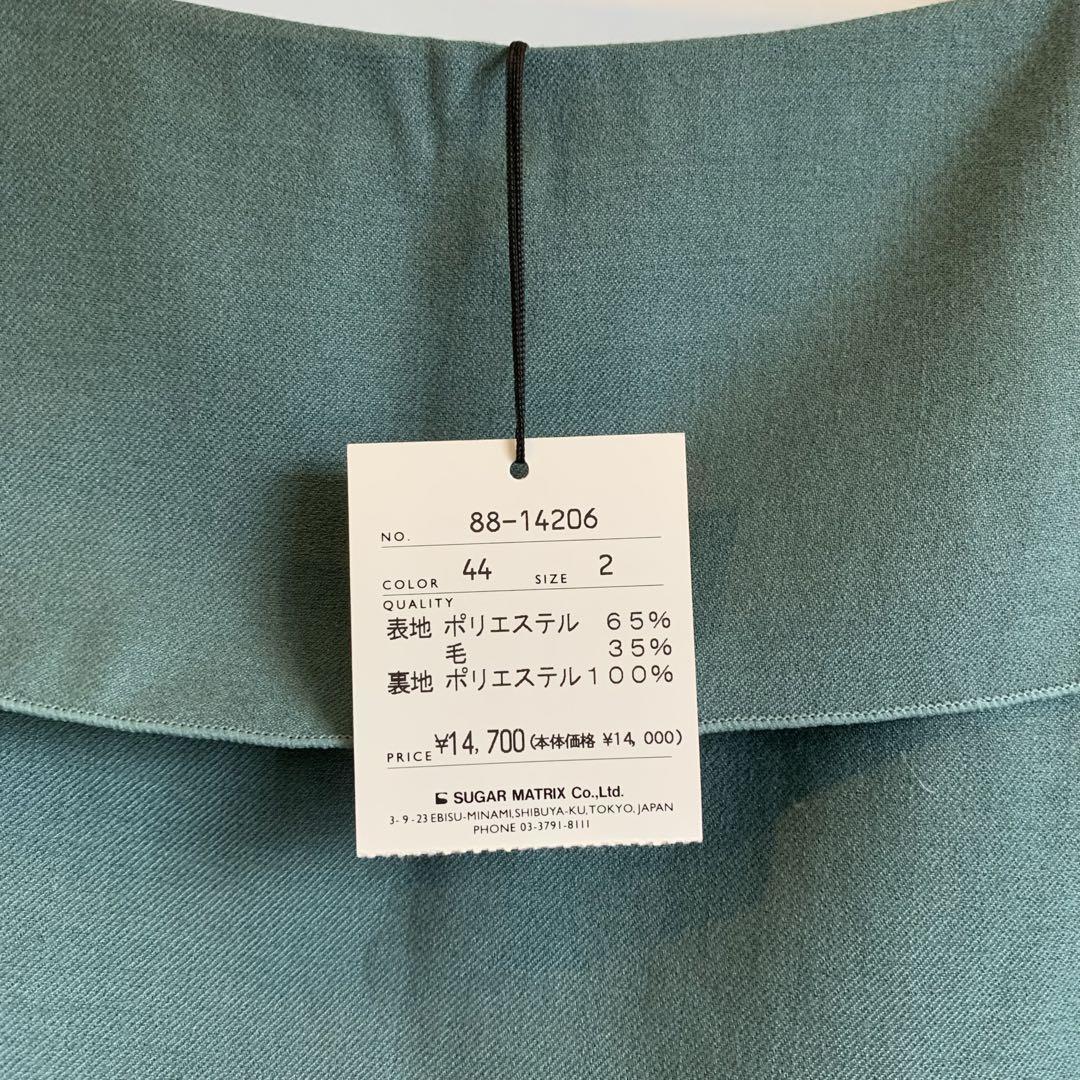 NO. 88-14206
COLOR 44 SIZE 2
QUALITY
表地 ポリエステル 65%
毛 35%
裏地 ポリエステル100%
PRICE ¥14,700(本体価格 ¥14,000)
SUGAR MATRIX Co.,Ltd.
3-9-23 EBISU-MINAMI,SHIBUYA-KU,TOKYO,JAPAN
PHONE 03-3791-8111